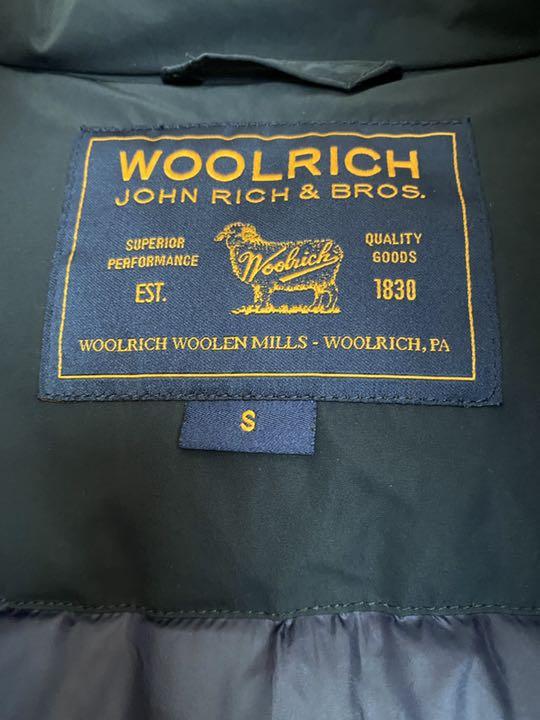 WOOLRICH
JOHN RICH & BROS.
SUPERIOR
PERFORMANCE
EST.
Woolrich
QUALITY
GOODS
1830
WOOLRICH WOOLEN MILLS - WOOLRICH, PA
S